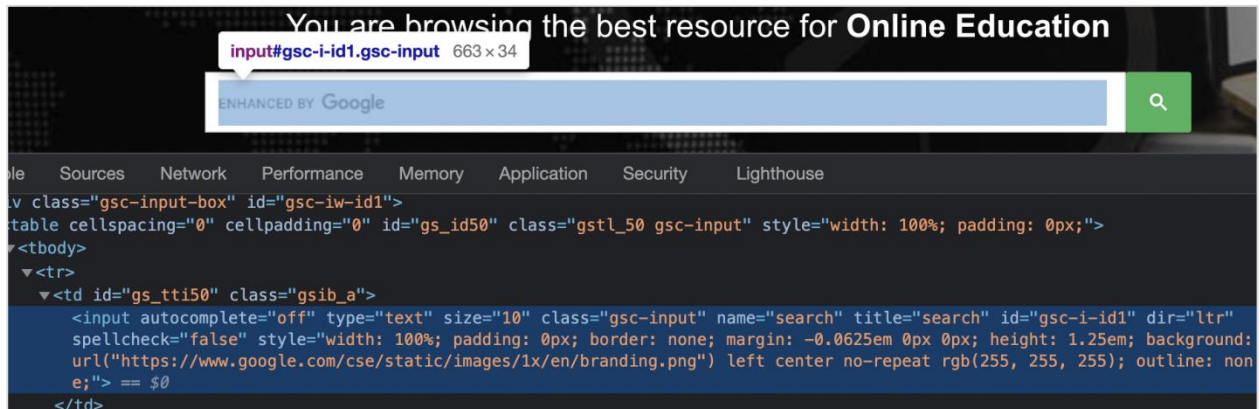 You are browsing the best resource for Online Education
input#gsc-i-id1.gsc-input 663 × 34
ENHANCED BY Google
ole Sources Network Performance Memory Application Security Lighthouse
iv class="gsc-input-box" id="gsc-iw-id1">
<table cellspacing="0" cellpadding="0" id="gs_id50" class="gstl_50 gsc-input" style="width: 100%; padding: 0px;">
▼<tbody>
▼<tr>
▼<td id="gs_tti50" class="gsib_a">
<input autocomplete="off" type="text" size="10" class="gsc-input" name="search" title="search" id="gsc-i-id1" dir="ltr"
spellcheck="false" style="width: 100%; padding: 0px; border: none; margin: -0.0625em 0px 0px; height: 1.25em; background:
url("https://www.google.com/cse/static/images/1x/en/branding.png") left center no-repeat rgb(255, 255, 255); outline: non
e;"> == $0
</td>